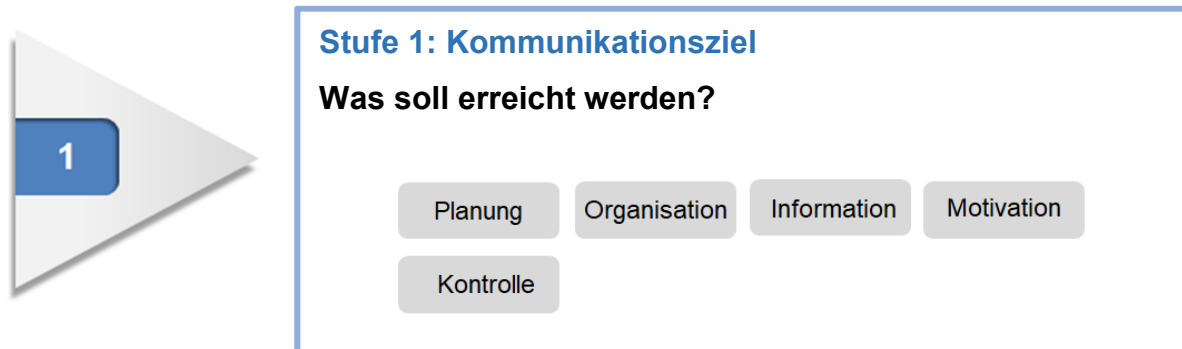 1
Stufe 1: Kommunikationsziel
Was soll erreicht werden?
Planung Organisation Information Motivation
Kontrolle